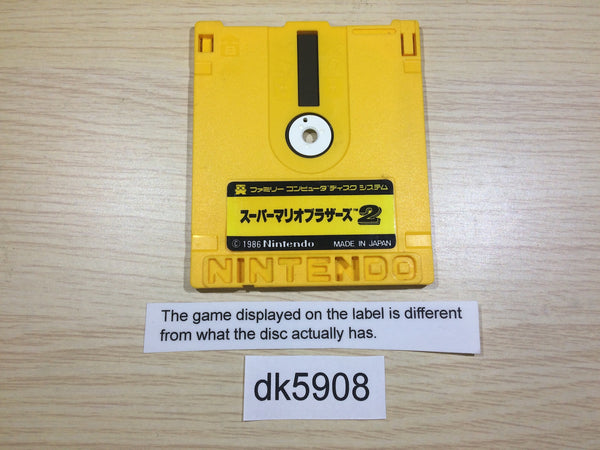 ファミリー コンピュータ ディスク システム
スーパーマリオブラザーズ™2
© 1986 Nintendo MADE IN JAPAN
NINTENDO
The game displayed on the label is different
from what the disc actually has.
dk5908